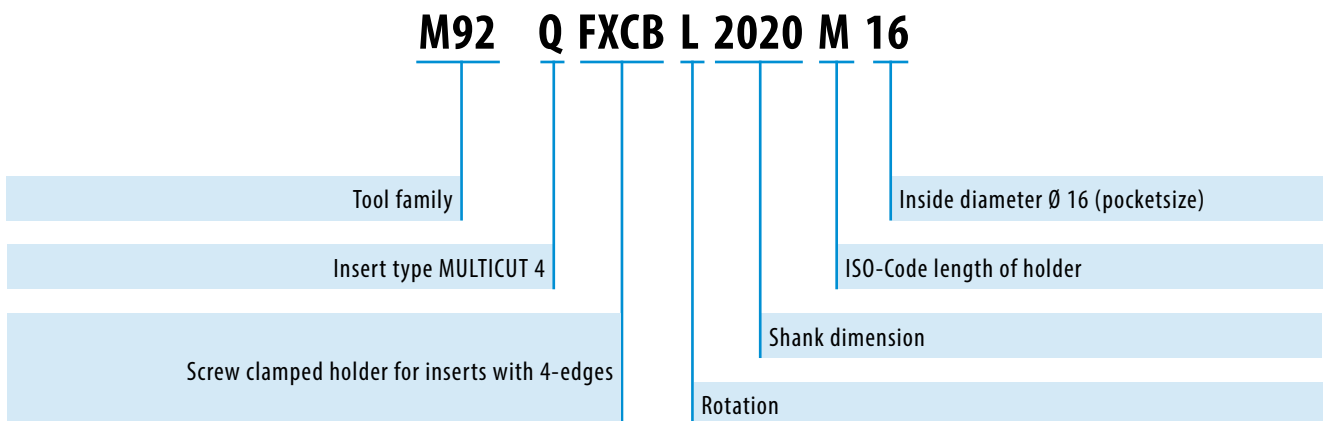 M92 Q FXCB L 2020 M 16
Tool family
Inside diameter Ø 16 (pocketsize)
Insert type MULTICUT 4
ISO-Code length of holder
Shank dimension
Screw clamped holder for inserts with 4-edges
Rotation